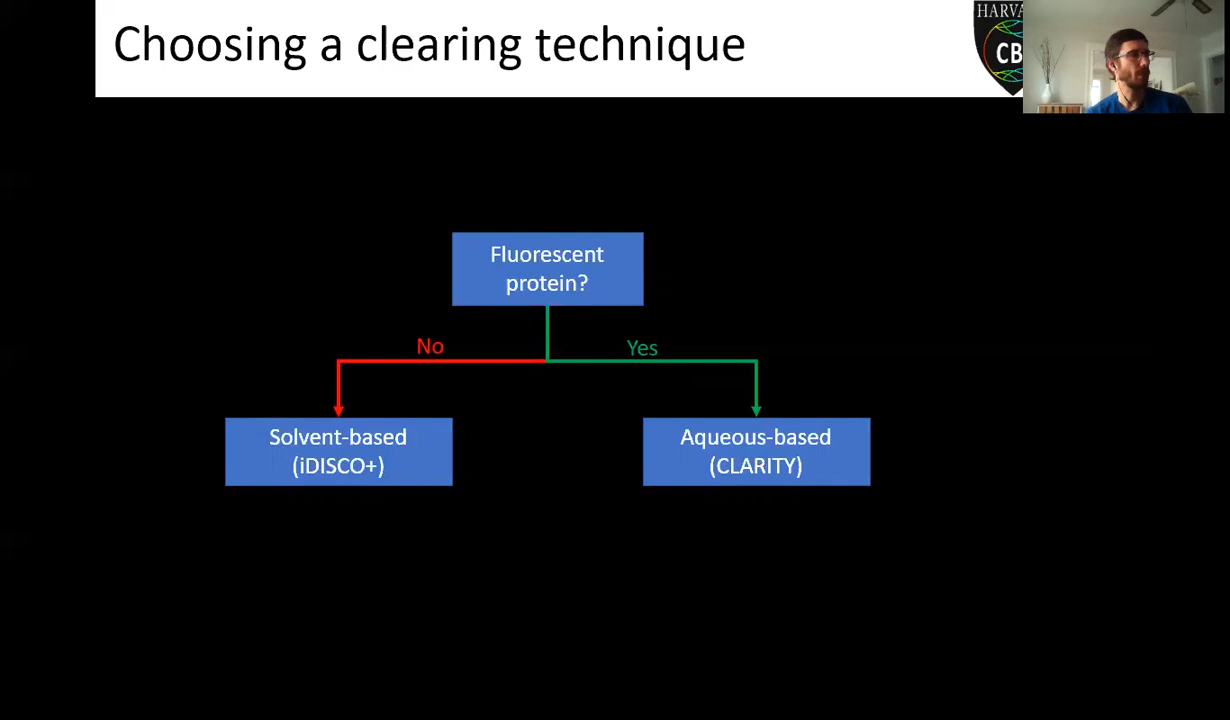 Choosing a clearing technique
HARVA
CB
Fluorescent
protein?
No
Yes
Solvent-based
(iDISCO+)
Aqueous-based
(CLARITY)